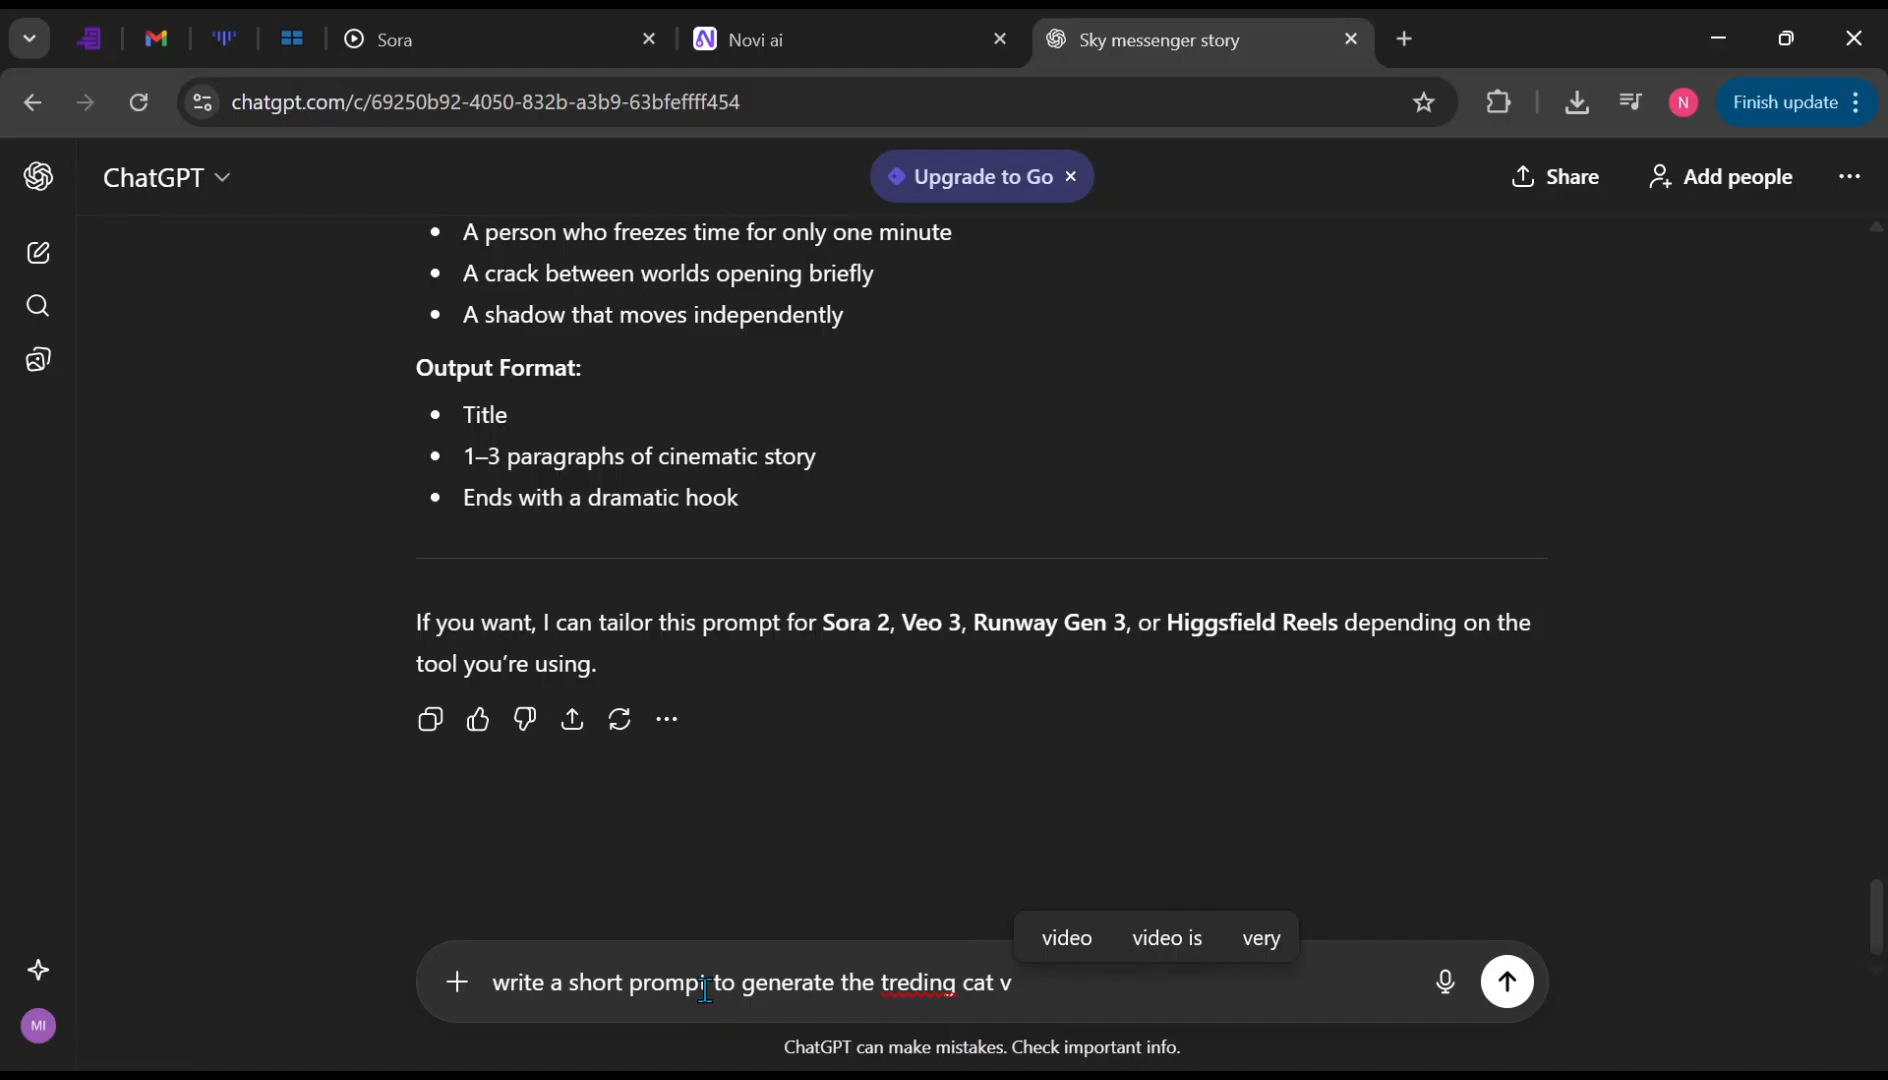 Sora
Novi ai
Sky messenger story
chatgpt.com/c/69250b92-4050-832b-a3b9-63bfeffff454
N
Finish update
ChatGPT
Upgrade to Go
Share
Add people
A person who freezes time for only one minute
A crack between worlds opening briefly
A shadow that moves independently
Output Format:
Title
1–3 paragraphs of cinematic story
Ends with a dramatic hook
If you want, I can tailor this prompt for Sora 2, Veo 3, Runway Gen 3, or Higgsfield Reels depending on the
tool you're using.
video video is very
write a short prompt to generate the treding cat v
MI
ChatGPT can make mistakes. Check important info.